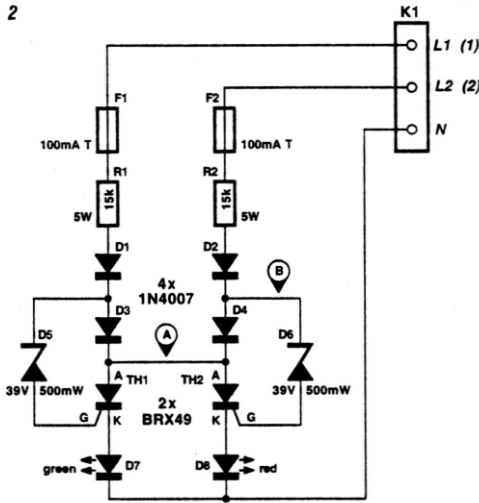 2
K1
L1 (1)
L2 (2)
N
F1
F2
100mA T
100mA T
R1
R2
15k
15k
5W
5W
D1
D2
B
4x
1N4007
D3
D4
D5
A
D6
39V 500mW
A
TH1
TH2
A
39V 500mW
2x
BRX49
G
K
K
G
green
D7
D8
red